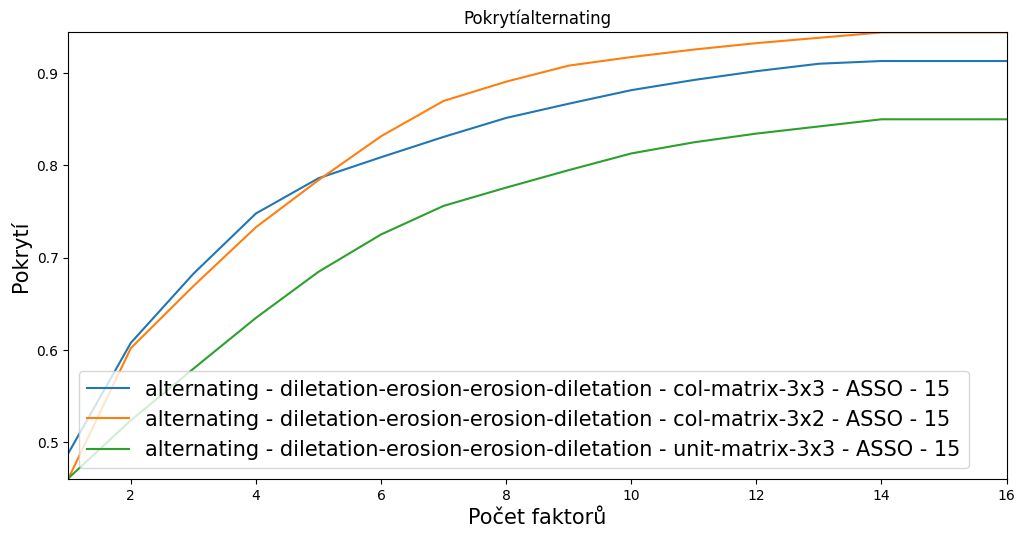 Pokrytíalternating
Pokrytí
0.9
0.8
0.7
0.6
0.5
alternating - diletation-erosion-erosion-diletation - col-matrix-3x3 - ASSO - 15
alternating - diletation-erosion-erosion-diletation - col-matrix-3x2 - ASSO - 15
alternating - diletation-erosion-erosion-diletation - unit-matrix-3x3 - ASSO - 15
2 4 6 8 10 12 14 16
Počet faktorů